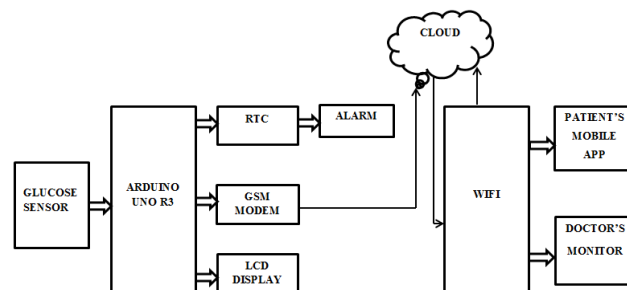 CLOUD
RTC
ALARM
PATIENT'S
MOBILE
APP
GLUCOSE
SENSOR
ARDUINO
UNO R3
GSM
MODEM
WIFI
LCD
DISPLAY
DOCTOR'S
MONITOR